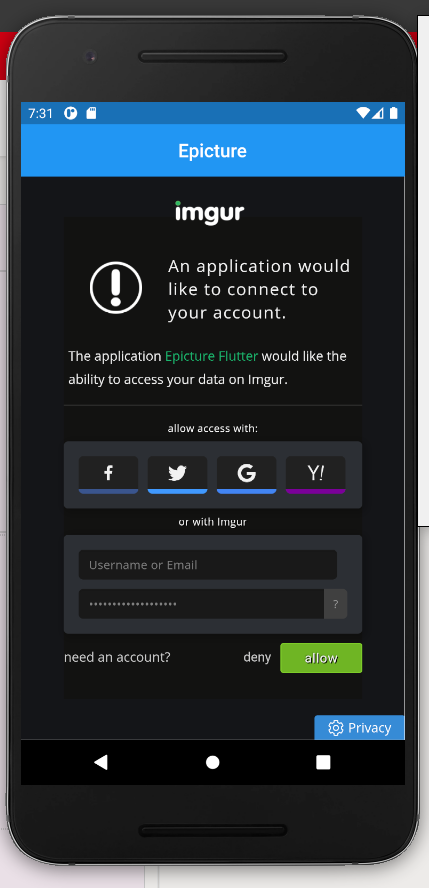 7:31
Epicture
imgur
An application would
like to connect to
your account.
The application Epicture Flutter would like the
ability to access your data on Imgur.
allow access with:
f G Y!
or with Imgur
Username or Email
••••••••••••••••••• ?
need an account? deny allow
Privacy